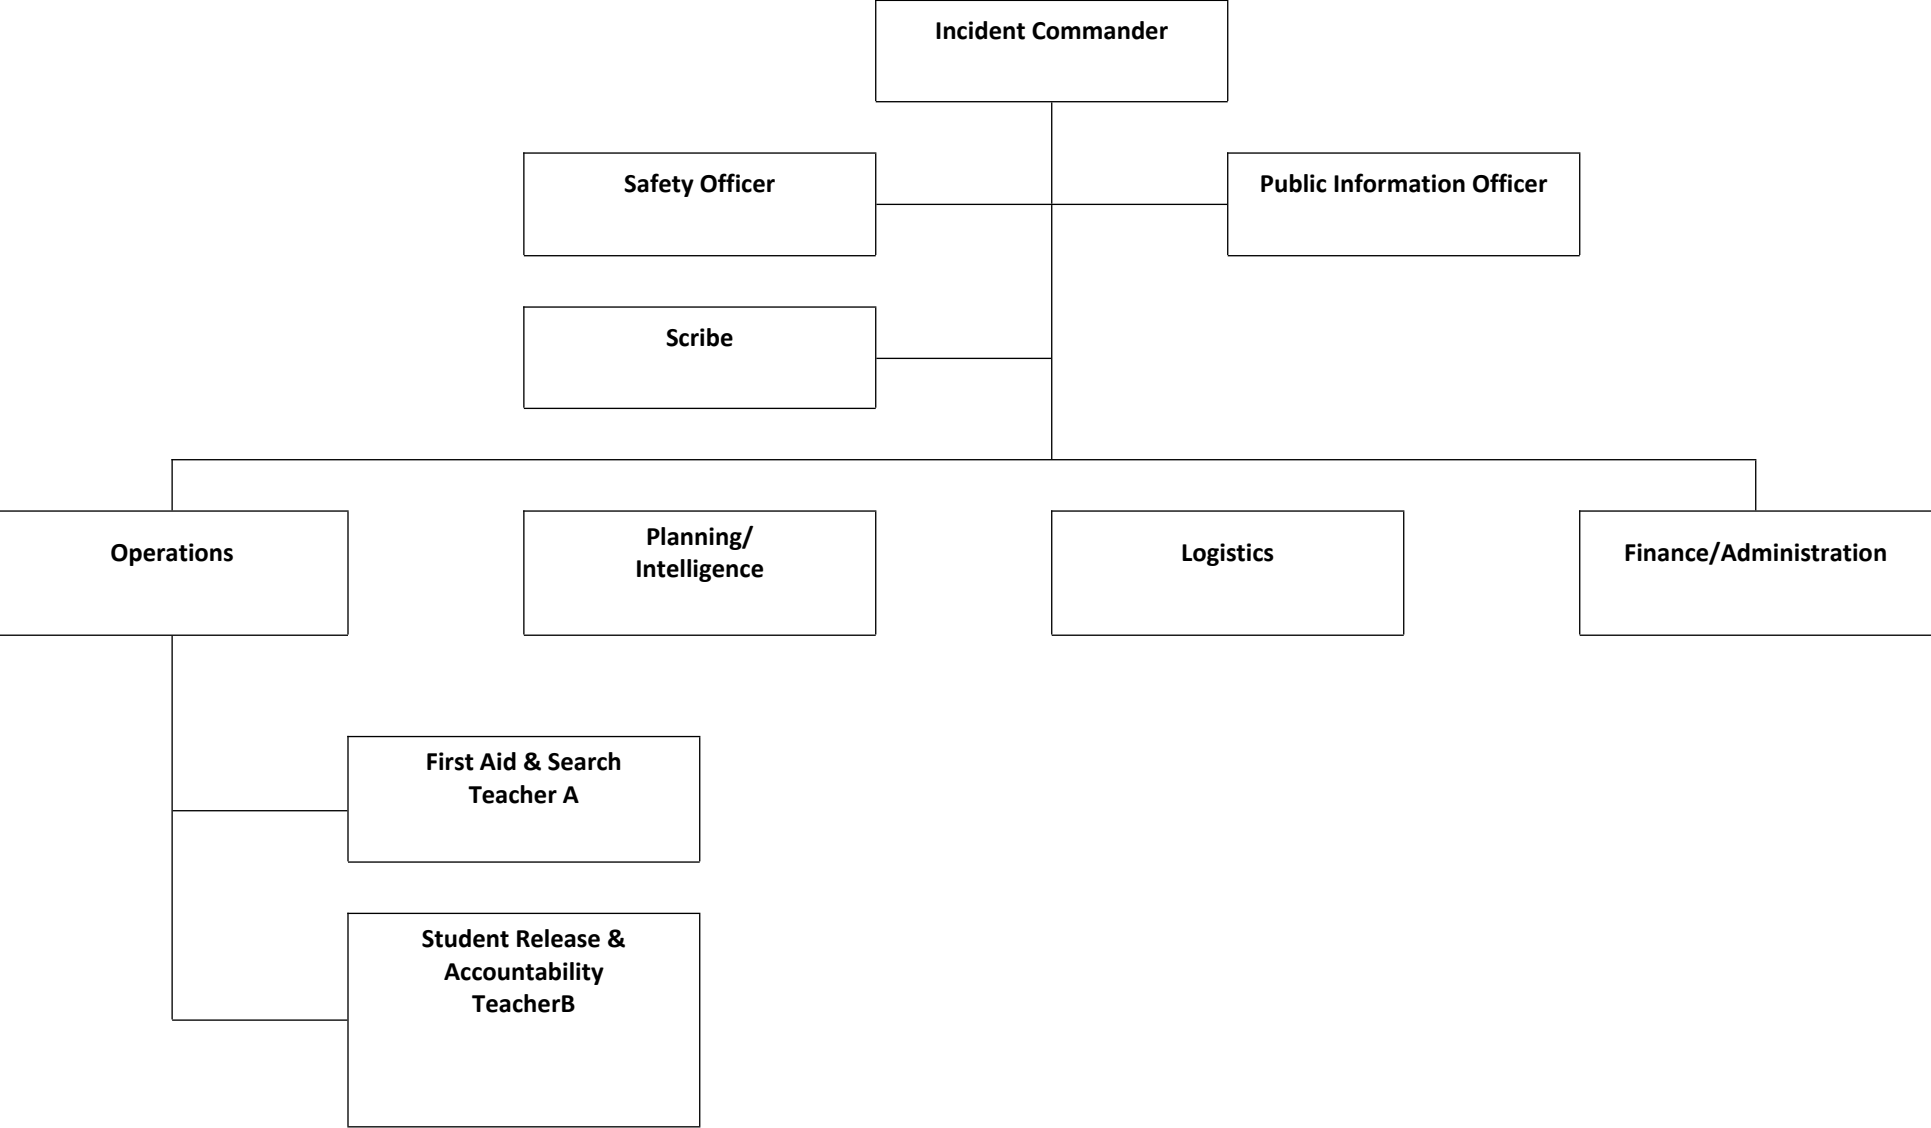 Incident Commander
Safety Officer
Public Information Officer
Scribe
Operations
Planning/
Intelligence
Logistics
Finance/Administration
First Aid & Search
Teacher A
Student Release &
Accountability
TeacherB